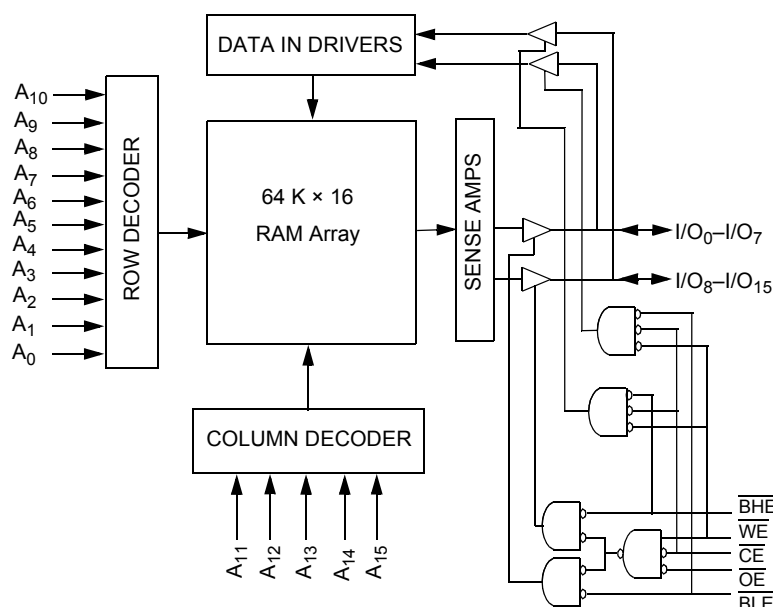 DATA IN DRIVERS
A10
A9
A8
A7
A6
A5
A4
A3
A2
A1
A0
ROW DECODER
64 K × 16
RAM Array
SENSE AMPS
I/O0–I/O7
I/O8–I/O15
COLUMN DECODER
A11
A12
A13
A14
A15
BHE
WE
CE
OE
BLE